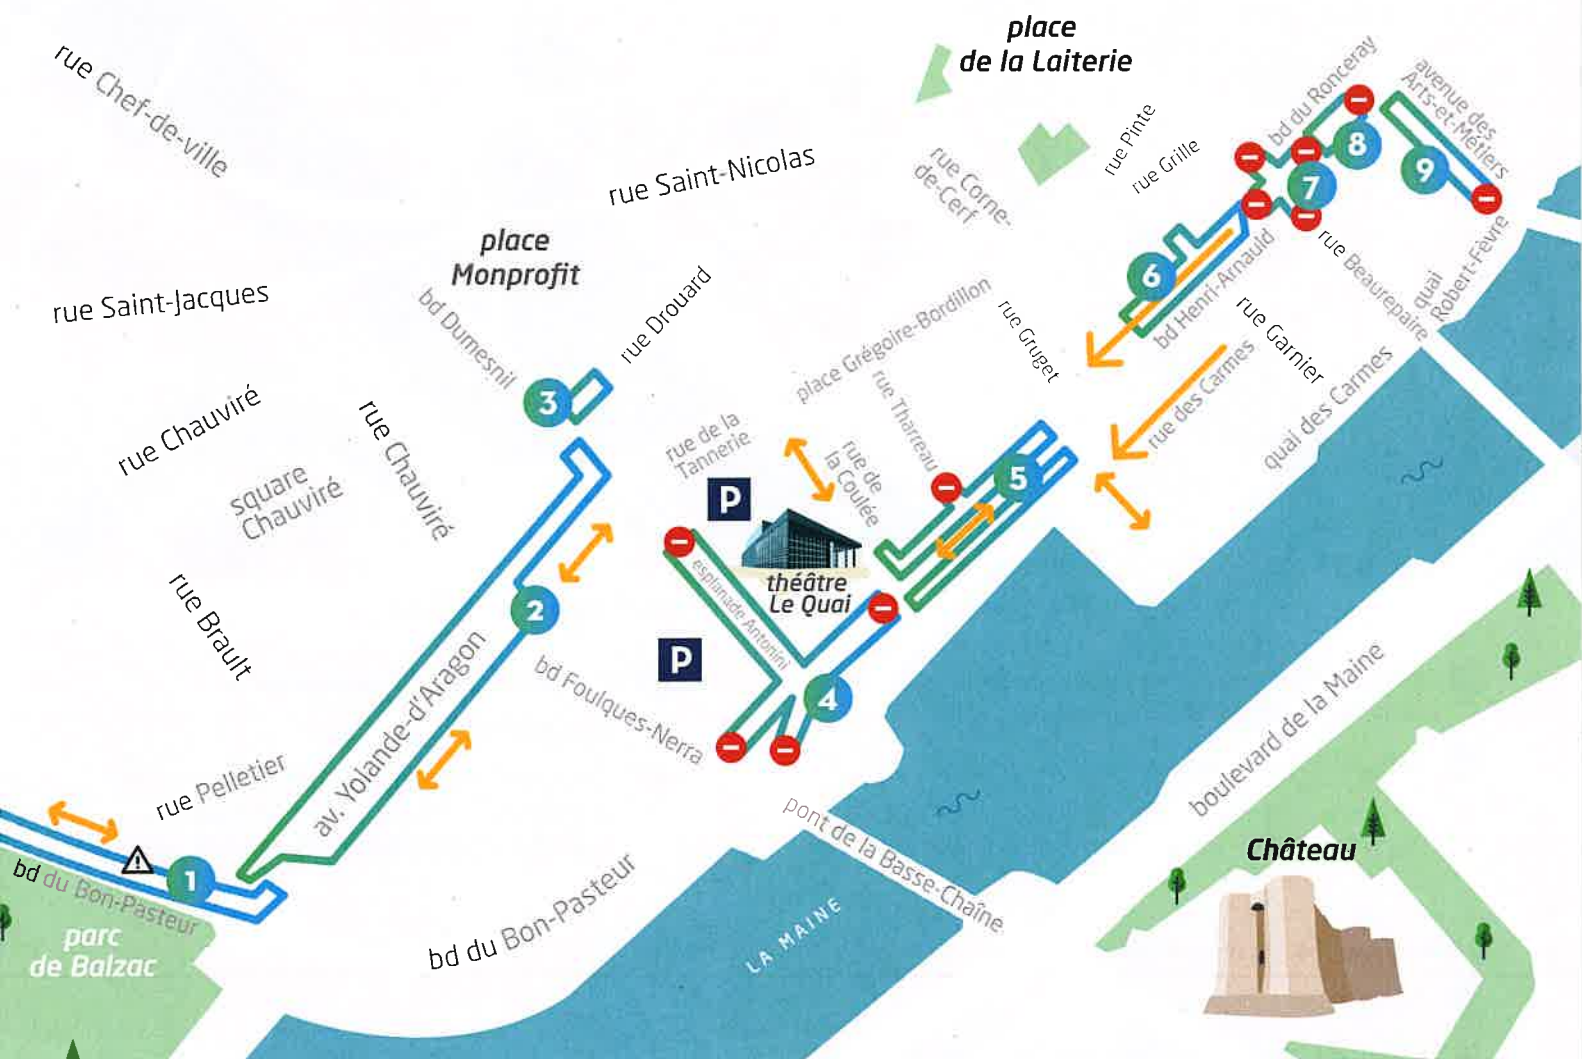 place
de la Laiterie
rue Chef-de-ville
bd du Ronceray
avenue des
Arts-et-Métiers
rue Pinte
rue Grille
rue Saint-Nicolas
rue Corne-
de-Cerf
8
9
7
place
Monprofit
rue Beaurepaire
quai
Robert-Fèvre
6
bd Henri-Arnauld
rue Saint-Jacques
bd Dumesnil
rue Drouard
place Grégoire-Bordillon
rue Gruget
rue Garnier
3
rue Chauviré
rue Chauviré
rue de la
Tannerie
rue Tharreau
rue des Carmes
quai des Carmes
square
Chauviré
P
rue de
la Coulée
5
rue Brault
esplanade Antonini
théâtre
Le Quai
2
P
bd Foulques-Nerra
4
av. Yolande-d'Aragon
boulevard de la Maine
rue Pelletier
pont de la Basse-Chaîne
Château
1
bd du Bon-Pasteur
bd du Bon-Pasteur
LA MAINE
parc
de Balzac